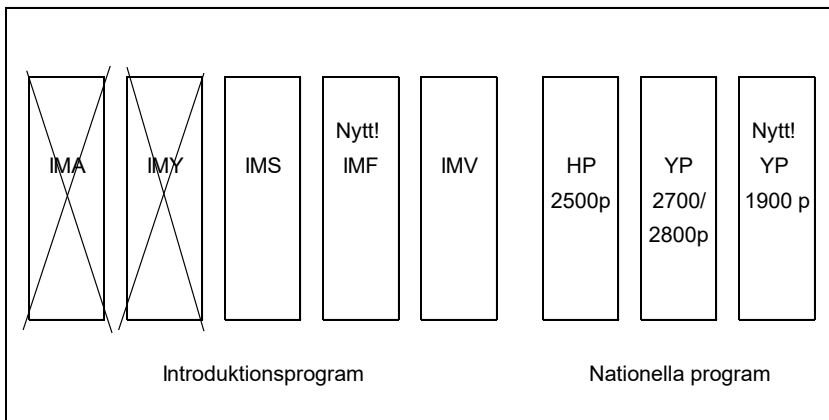 IMA
IMY
IMS
Nytt!
IMF
IMV
HP
2500p
YP
2700/
2800p
Nytt!
YP
1900 p
Introduktionsprogram
Nationella program